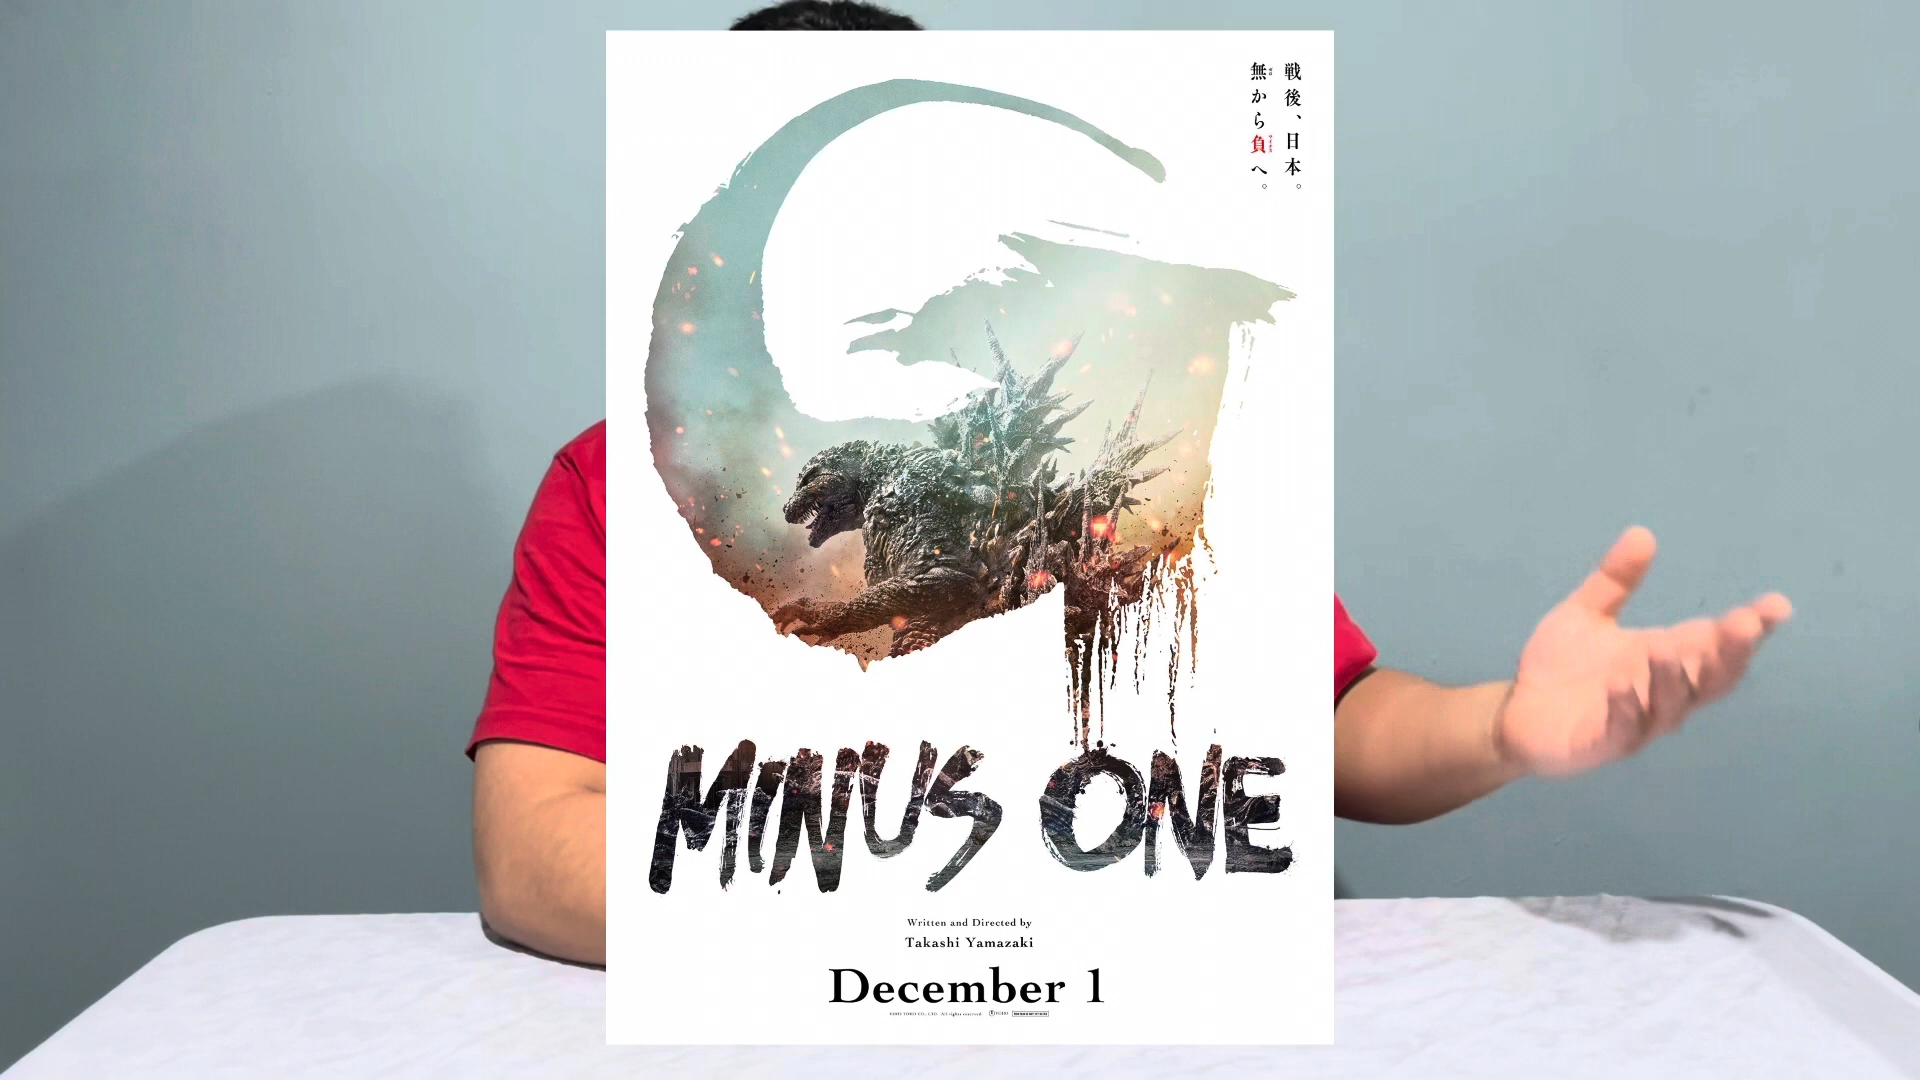 戦後、日本。
無から負へ。
G
MINUS ONE
Written and Directed by
Takashi Yamazaki
December 1